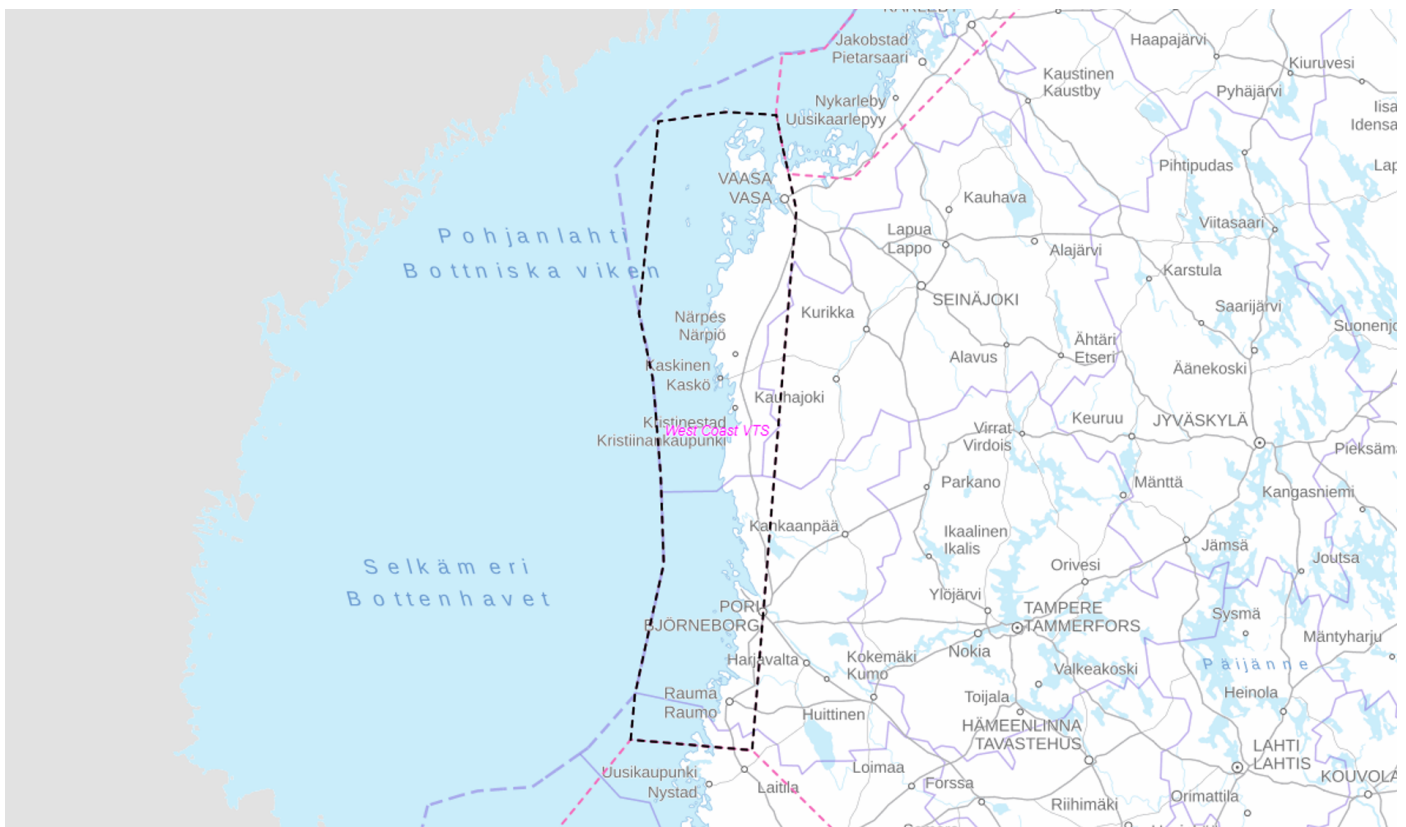 KARLEBY
Jakobstad
Pietarsaari
Haapajärvi
Kiuruvesi
Kaustinen
Kaustby
Pyhäjärvi
Nykarleby
Uusikaarlepyy
Iisa
Idensa
Pihtipudas
Lap
VAASA
VASA
Kauhava
Viitasaari
Lapua
Lappo
Alajärvi
Pohjanlahti
Bottniska viken
Karstula
SEINÄJOKI
Saarijärvi
Närpes
Närpiö
Kurikka
Suonenjo
Ähtäri
Etseri
Alavus
Äänekoski
Kaskinen
Kaskö
Kauhajoki
Kristinestad
Kristiinankaupunki
West Coast VTS
Virrat
Virdois
Keuruu
JYVÄSKYLÄ
Pieksäm
Parkano
Mänttä
Kangasniemi
Kankaanpää
Ikaalinen
Ikalis
Jämsä
Joutsa
Selkämeri
Bottenhavet
Orivesi
Ylöjärvi
PORI
BJÖRNEBORG
TAMPERE
TAMMERFORS
Sysmä
Mäntyharju
Nokia
Harjavalta
Kokemäki
Kumo
Valkeakoski
Päijänne
Rauma
Raumo
Toijala
Heinola
Huittinen
HÄMEENLINNA
TAVASTEHUS
LAHTI
LAHTIS
Uusikaupunki
Nystad
Laitila
Loimaa
Forssa
KOUVOLA
Riihimäki
Orimattila